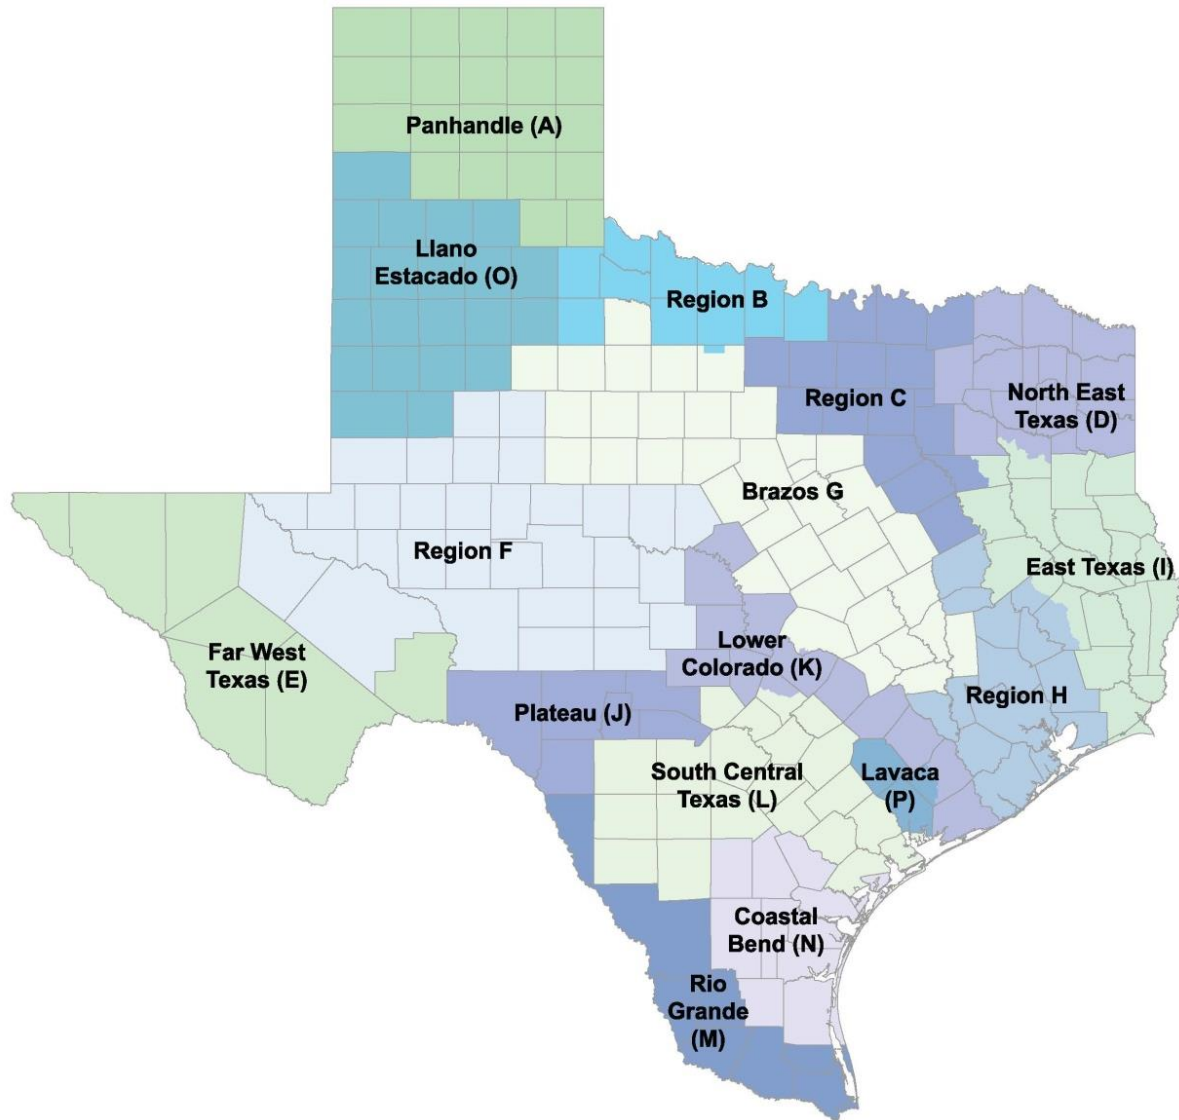 Panhandle (A)
Llano
Estacado (O)
Region B
Region C
North East
Texas (D)
Brazos G
Region F
East Texas (I)
Far West
Texas (E)
Lower
Colorado (K)
Region H
Plateau (J)
South Central
Texas (L)
Lavaca
(P)
Coastal
Bend (N)
Rio
Grande
(M)